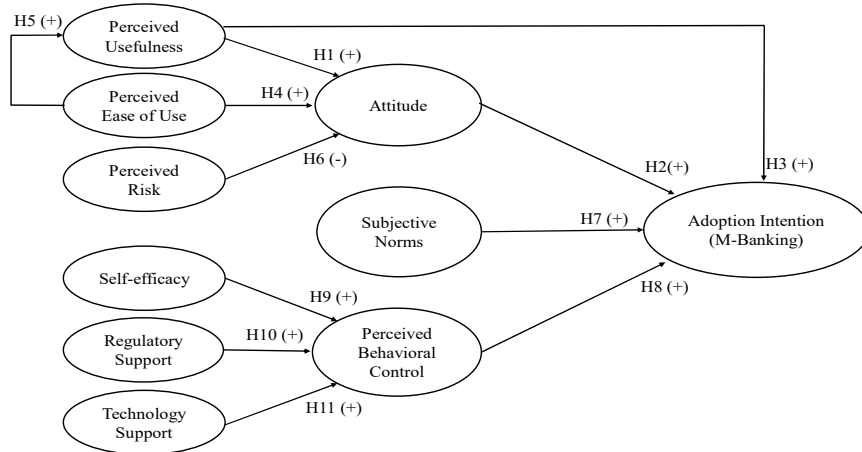 H5 (+)
Perceived
Usefulness
H1 (+)
Perceived
Ease of Use
H4 (+)
Attitude
H6 (-)
Perceived
Risk
H2(+)
H3 (+)
Subjective
Norms
H7 (+)
Adoption Intention
(M-Banking)
Self-efficacy
H9 (+)
H8 (+)
Regulatory
Support
H10 (+)
Perceived
Behavioral
Control
Technology
Support
H11 (+)